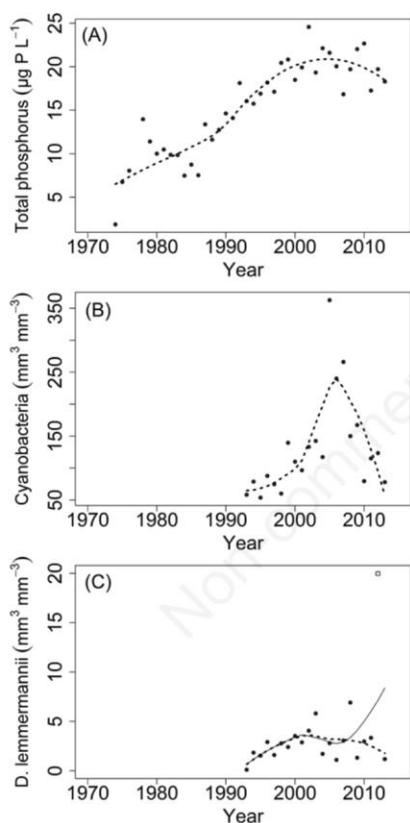 (A)
Total phosphorus (µg P L⁻¹)
25
20
15
10
5
1970 1980 1990 2000 2010
Year
(B)
Cyanobacteria (mm³ mm⁻³)
350
250
150
50
1970 1980 1990 2000 2010
Year
(C)
D. lemmermannii (mm³ mm⁻³)
20
15
10
5
0
1970 1980 1990 2000 2010
Year
Non-comme